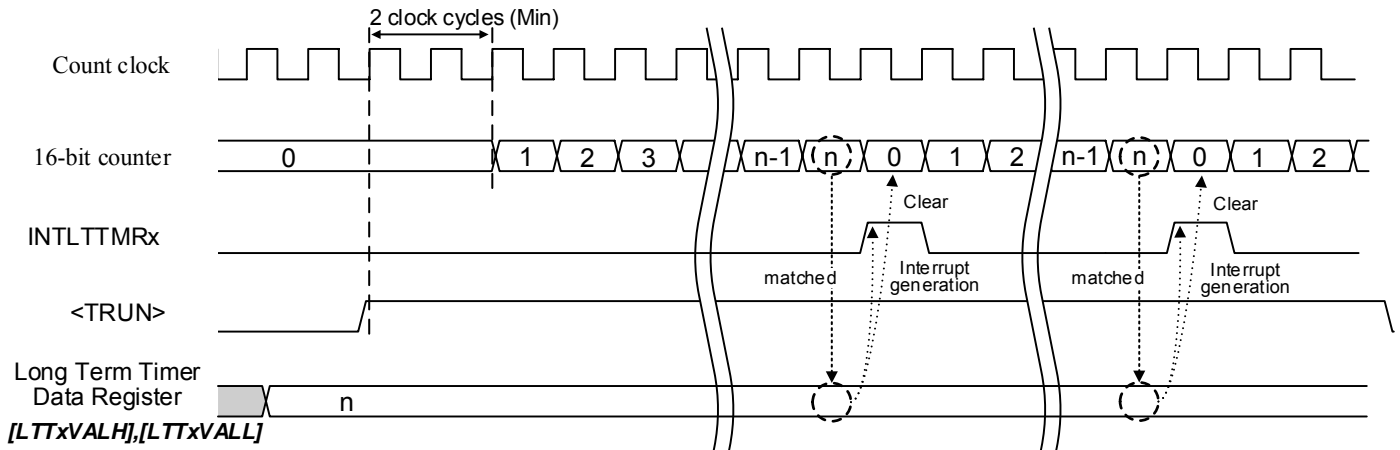 2 clock cycles (Min)
Count clock
16-bit counter
0 1 2 3 n-1 n 0 1 2 n-1 n 0 1 2
Clear Clear
INTLTTMRx
matched Interrupt generation matched Interrupt generation
<TRUN>
Long Term Timer
Data Register
n
[LTTxVALH],[LTTxVALL]